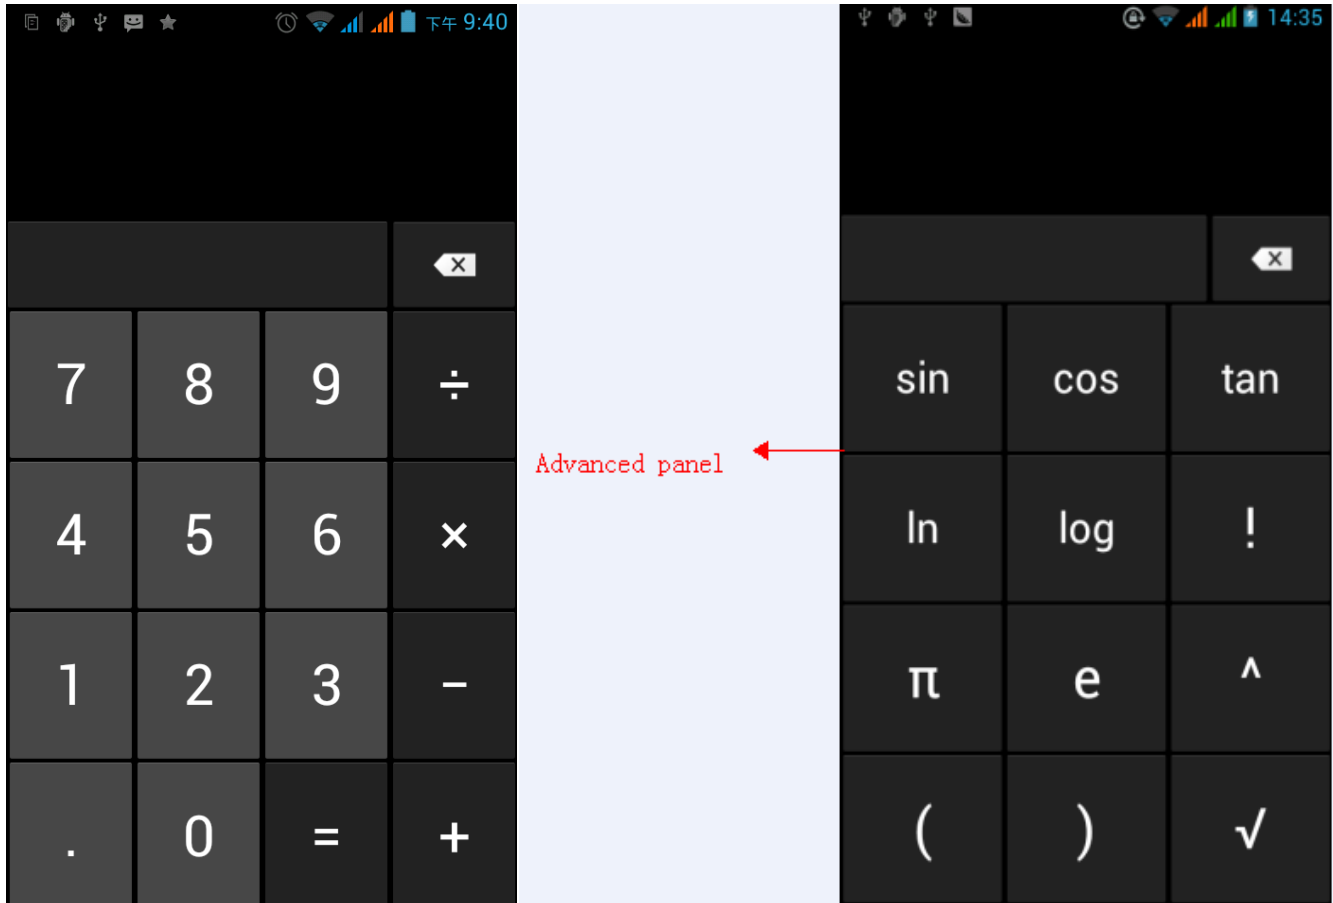 下午 9:40
7 8 9 ÷
4 5 6 ×
1 2 3 −
. 0 = +
Advanced panel
14:35
sin cos tan
ln log !
π e ^
( ) √